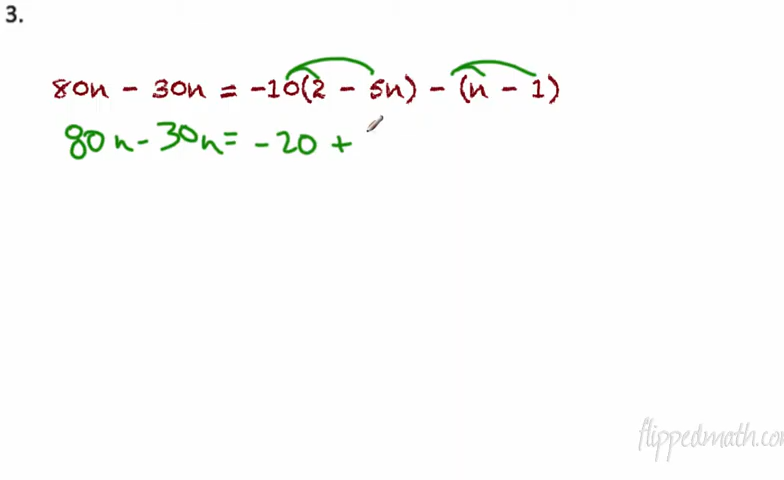 3.
80n - 30n = -10(2 - 5n) - (n - 1)
80n - 30n = -20 +
flippedmath.com